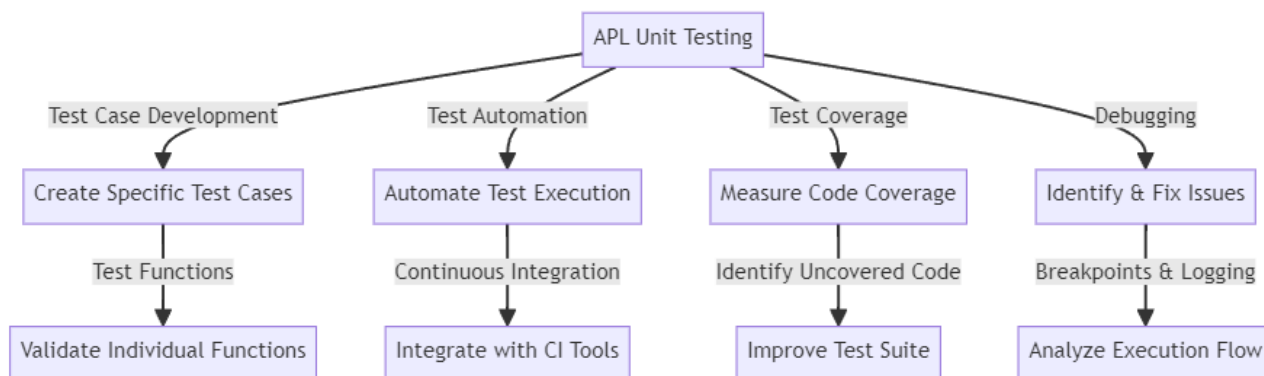 APL Unit Testing
Test Case Development
Test Automation
Test Coverage
Debugging
Create Specific Test Cases
Automate Test Execution
Measure Code Coverage
Identify & Fix Issues
Test Functions
Continuous Integration
Identify Uncovered Code
Breakpoints & Logging
Validate Individual Functions
Integrate with CI Tools
Improve Test Suite
Analyze Execution Flow